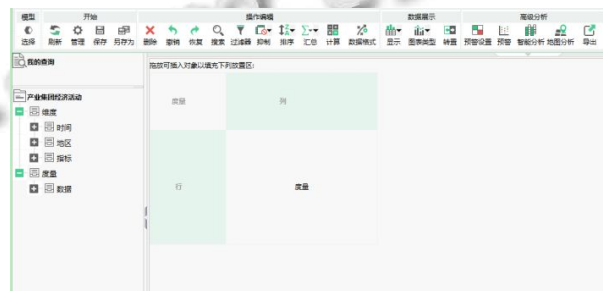 模型 开始 操作编辑 数据展示 高级分析
选择 刷新 管理 保存 另存为 删除 撤销 恢复 搜索 过滤器 抑制 排序 汇总 计算 数据格式 显示 图表类型 转置 预警设置 预警 智能分析 地图分析 导出
我的查询
拖放可插入对象以填充下列放置区:
产业集团经济活动
维度
时间
地区
指标
度量
数据
度量 列
行 度量